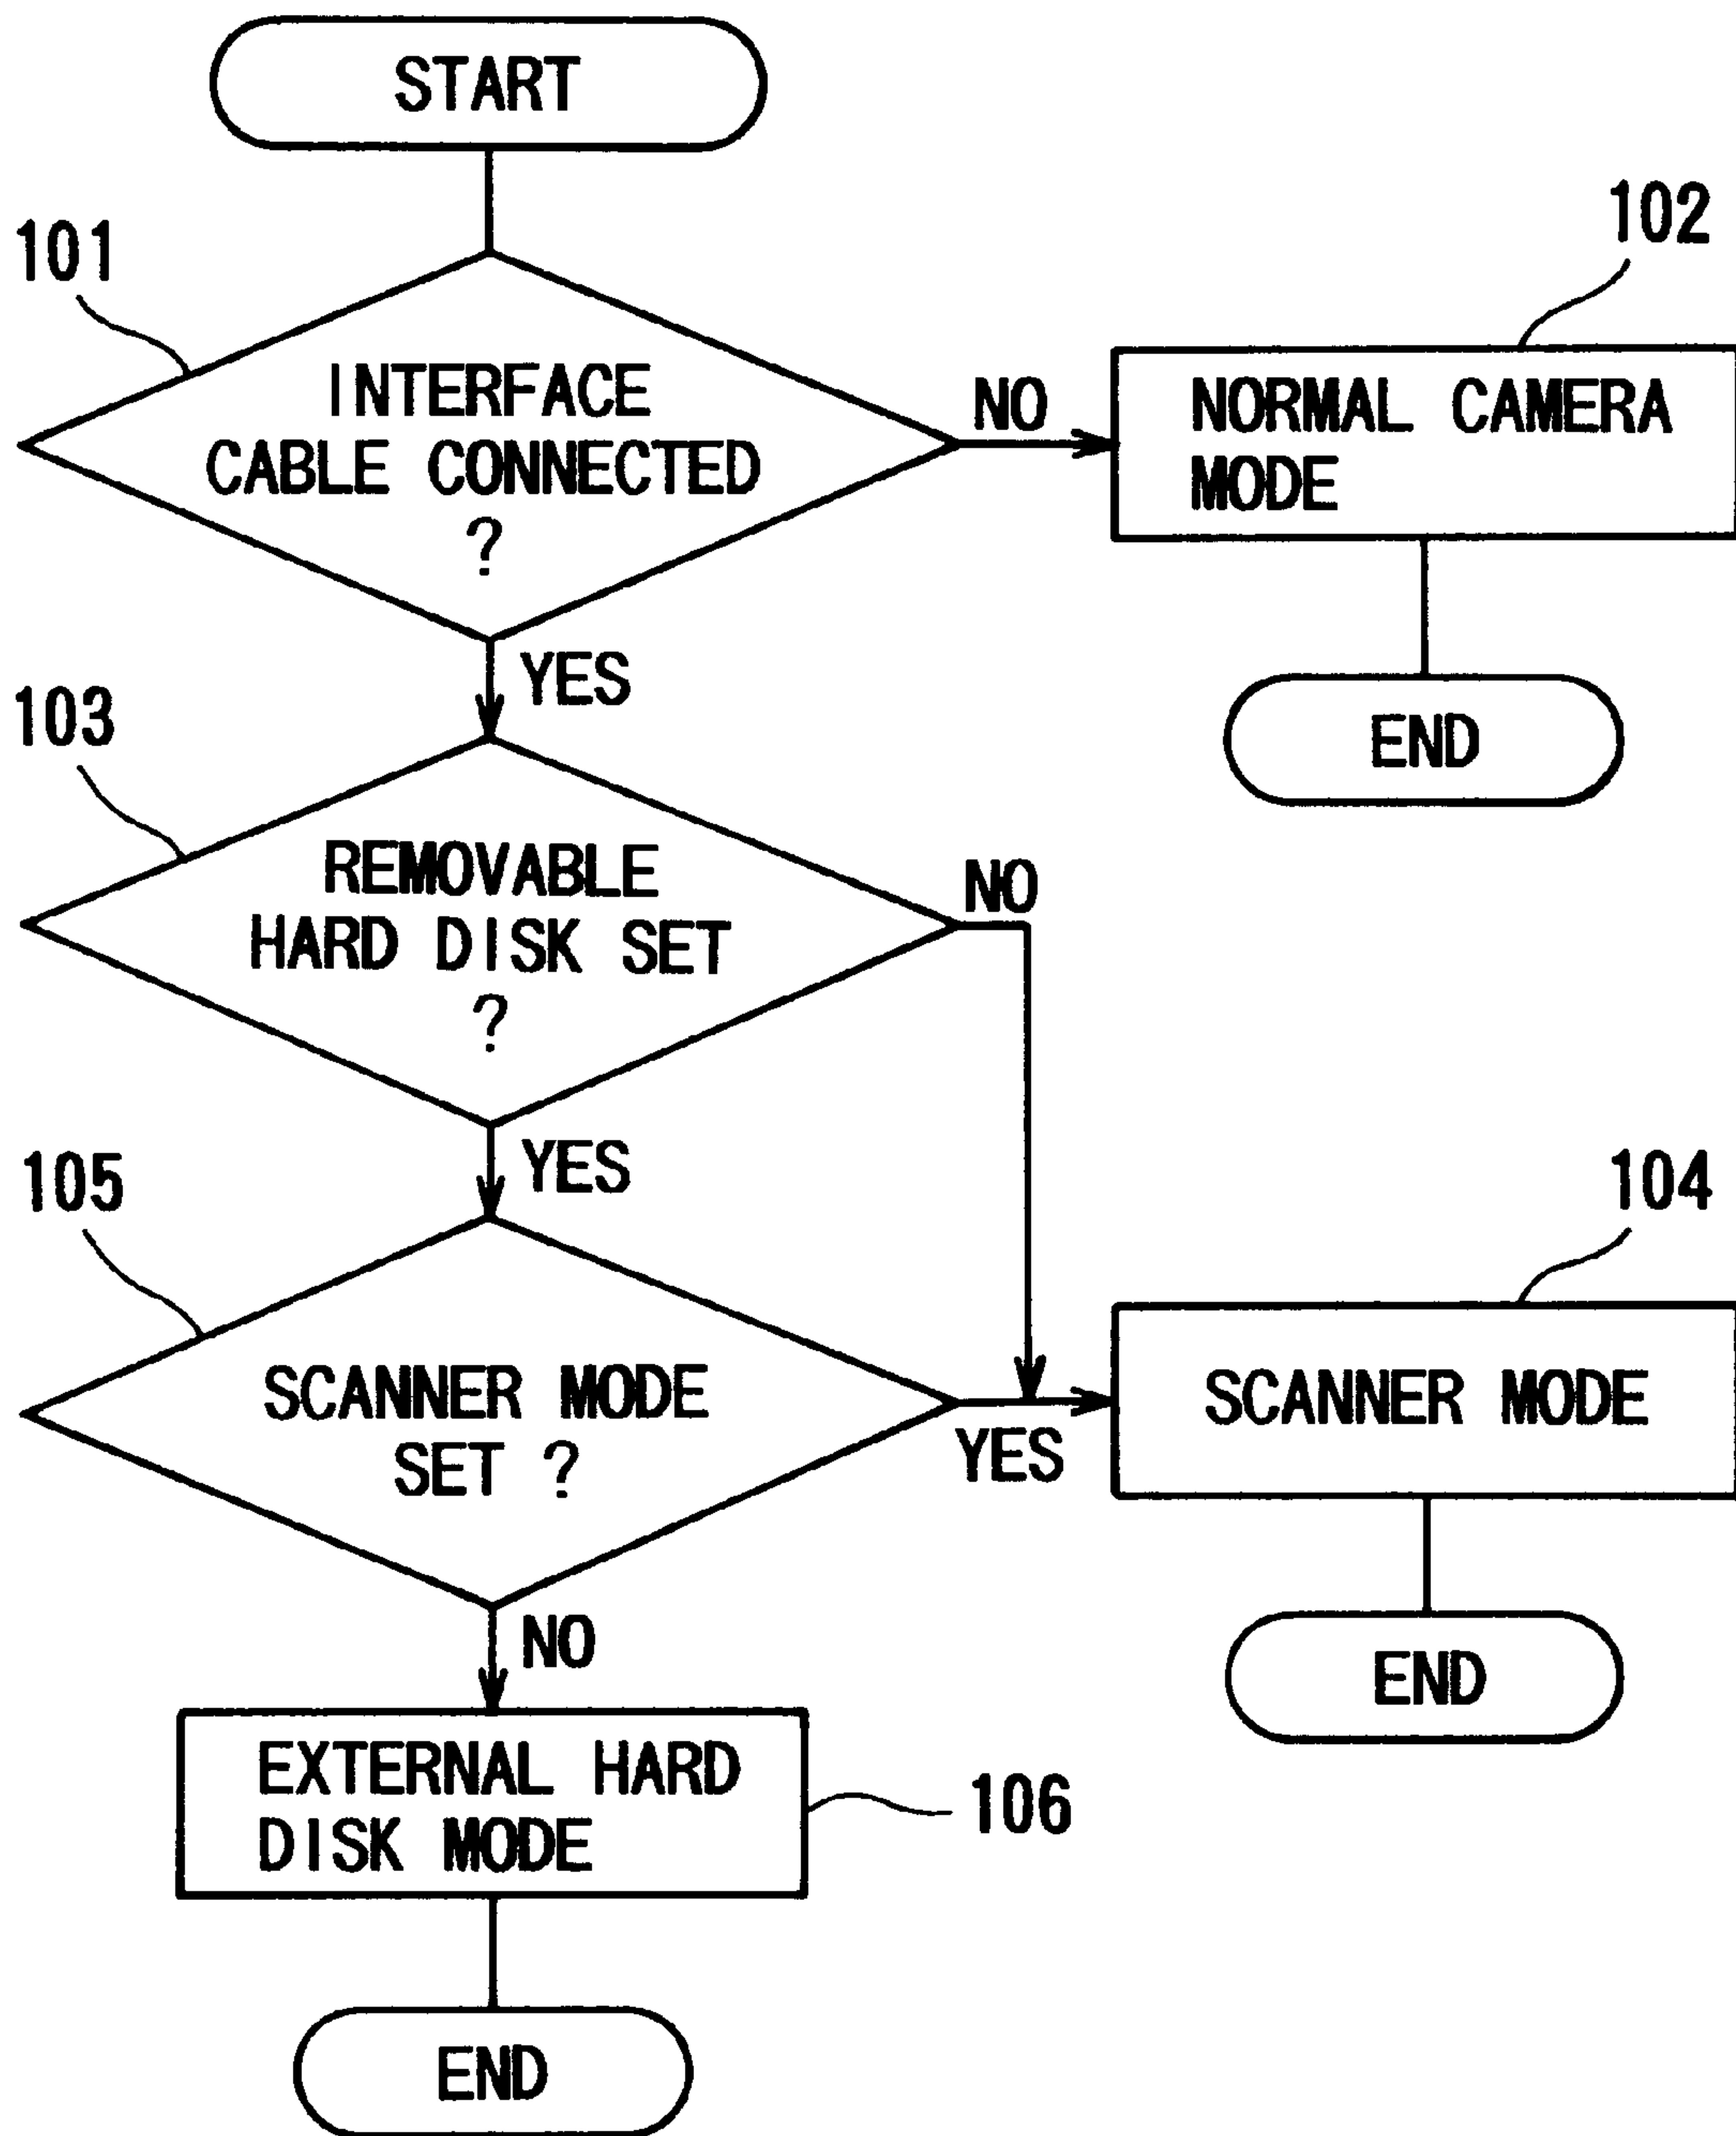 START
101
INTERFACE
CABLE CONNECTED
?
NO
102
NORMAL CAMERA
MODE
END
YES
103
REMOVABLE
HARD DISK SET
?
NO
YES
105
SCANNER MODE
SET ?
YES
104
SCANNER MODE
END
NO
EXTERNAL HARD
DISK MODE
106
END